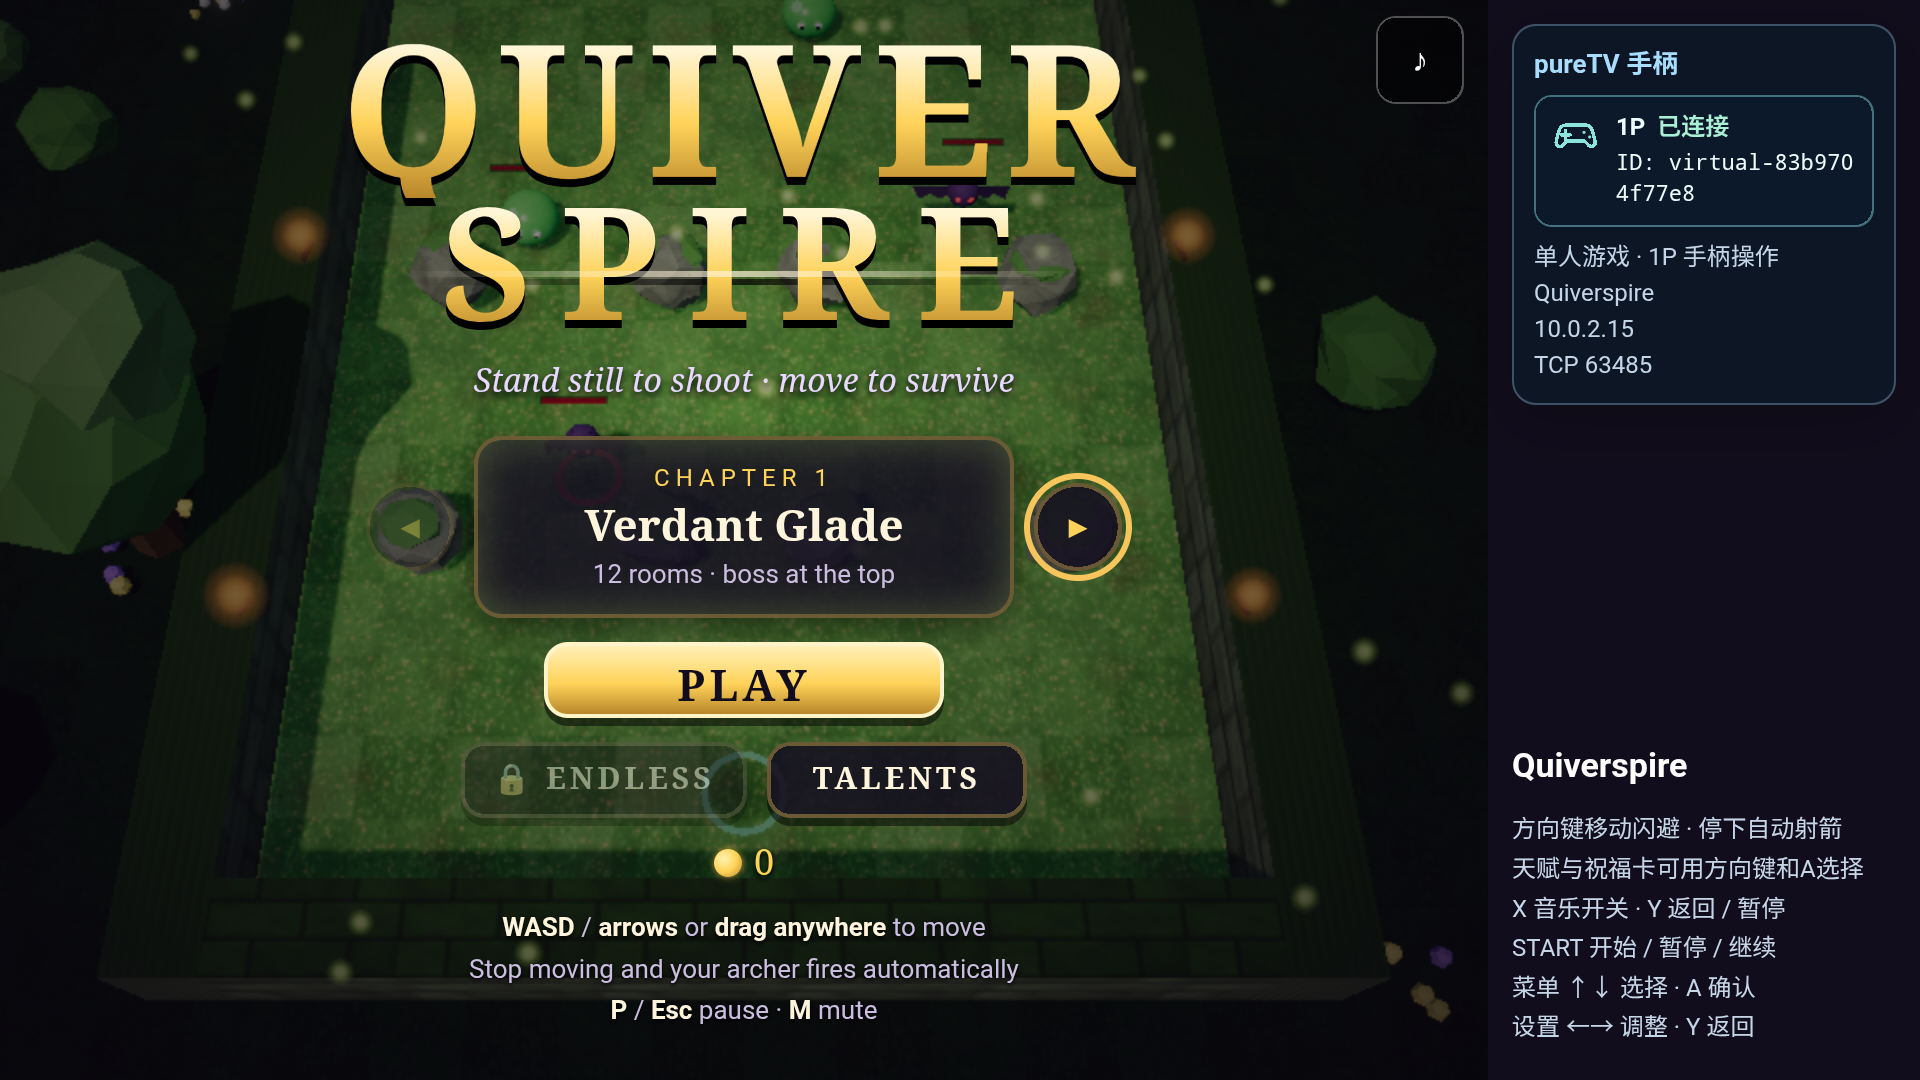 QUIVER
SPIRE
Stand still to shoot · move to survive
CHAPTER 1
Verdant Glade
12 rooms · boss at the top
PLAY
ENDLESS
TALENTS
0
WASD / arrows or drag anywhere to move
Stop moving and your archer fires automatically
P / Esc pause · M mute
pureTV 手柄
1P 已连接
ID: virtual-83b970
4f77e8
单人游戏 · 1P 手柄操作
Quiverspire
10.0.2.15
TCP 63485
Quiverspire
方向键移动闪避 · 停下自动射箭
天赋与祝福卡可用方向键和A选择
X 音乐开关 · Y 返回 / 暂停
START 开始 / 暂停 / 继续
菜单 ↑↓ 选择 · A 确认
设置 ←→ 调整 · Y 返回